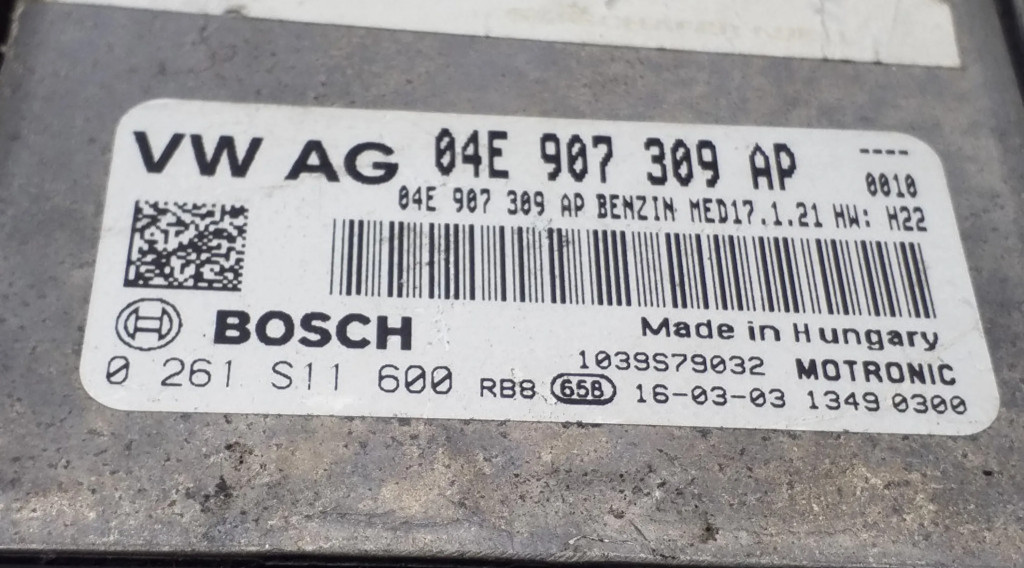 VW AG 04E 907 309 AP ----
0010
04E 907 309 AP BENZIN MED17.1.21 HW: H22
BOSCH
Made in Hungary
1039S79032 MOTRONIC
0 261 S11 600 RB8 658 16-03-03 1349 0300